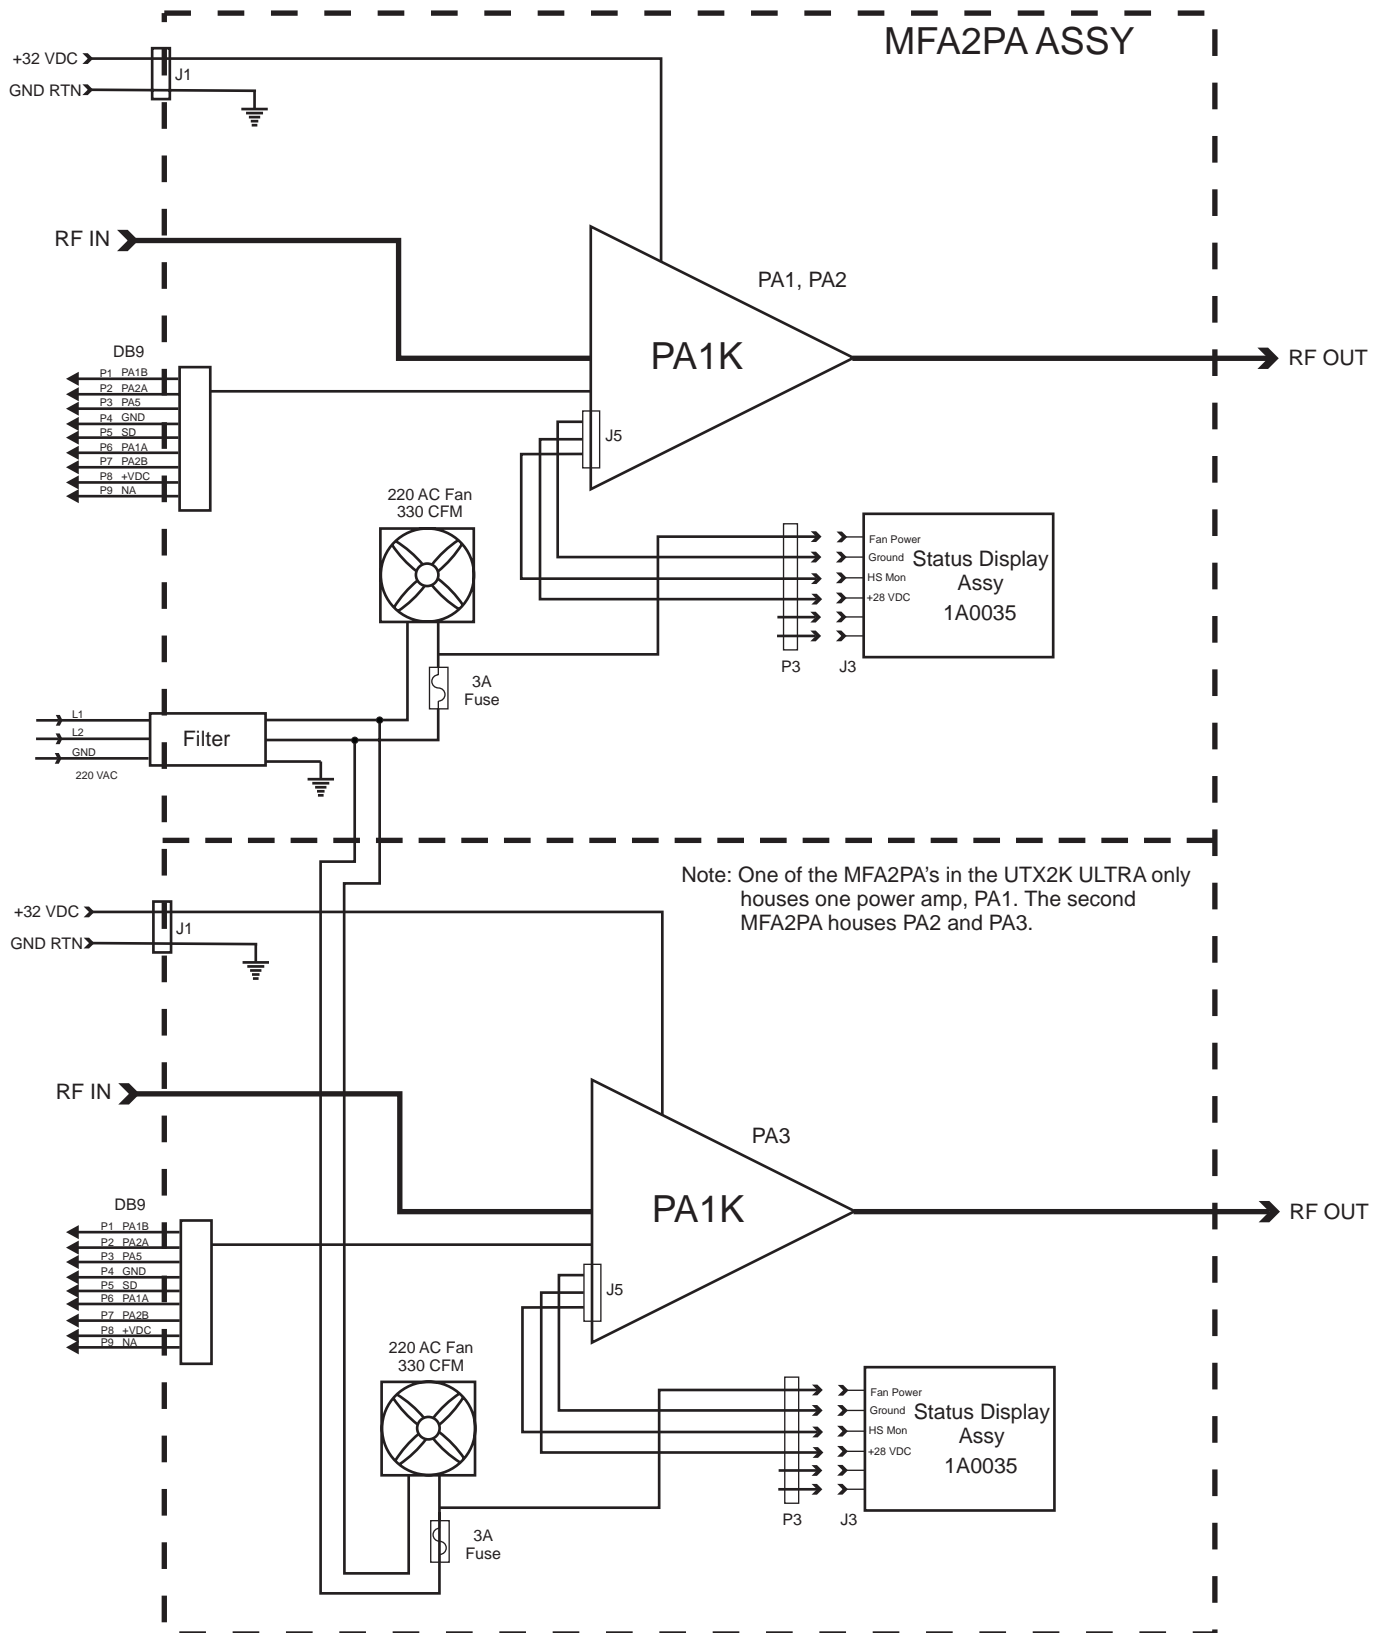 MFA2PA ASSY
+32 VDC
J1
GND RTN
RF IN
PA1, PA2
PA1K
RF OUT
DB9
P1 PA1B
P2 PA2A
P3 PA5
P4 GND
P5 SD
P6 PA1A
P7 PA2B
P8 +VDC
P9 NA
J5
220 AC Fan
330 CFM
Fan Power
Ground
HS Mon
+28 VDC
Status Display
Assy
1A0035
P3
J3
3A
Fuse
L1
L2
GND
220 VAC
Filter
Note: One of the MFA2PA's in the UTX2K ULTRA only
houses one power amp, PA1. The second
MFA2PA houses PA2 and PA3.
+32 VDC
J1
GND RTN
RF IN
PA3
PA1K
RF OUT
DB9
P1 PA1B
P2 PA2A
P3 PA5
P4 GND
P5 SD
P6 PA1A
P7 PA2B
P8 +VDC
P9 NA
J5
220 AC Fan
330 CFM
Fan Power
Ground
HS Mon
+28 VDC
Status Display
Assy
1A0035
P3
J3
3A
Fuse